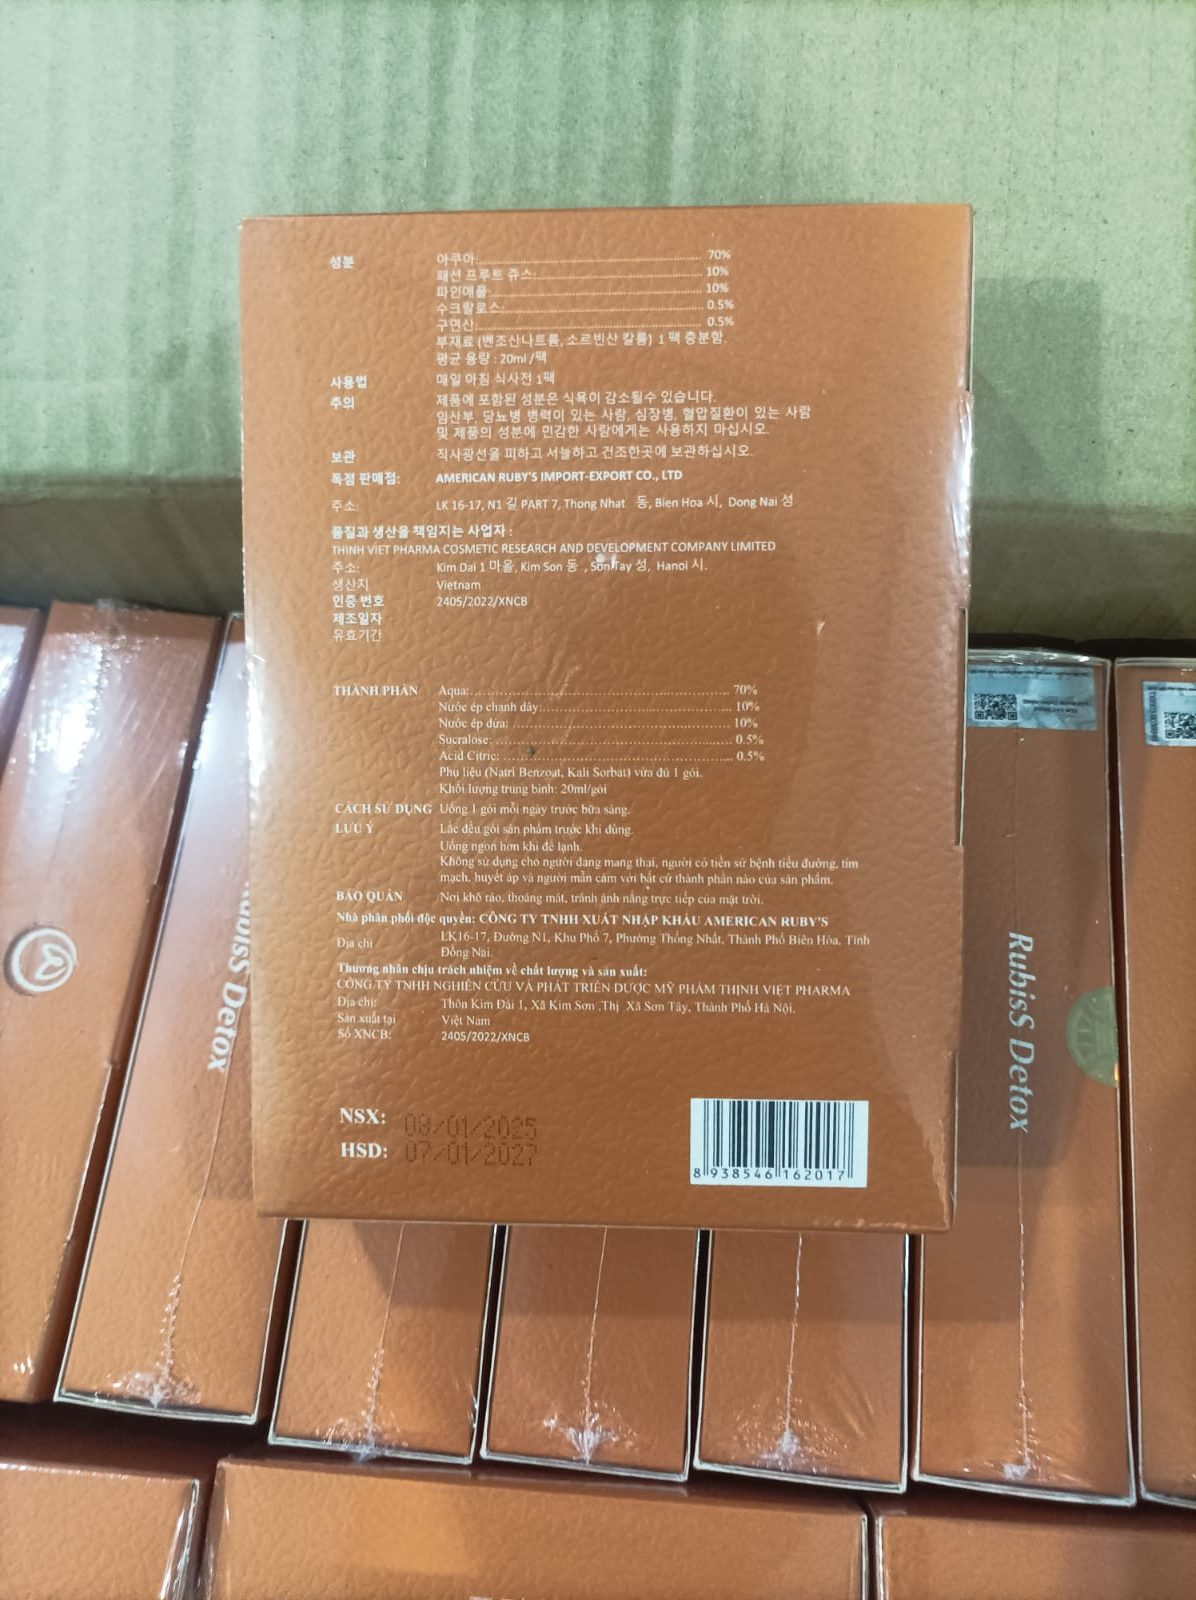 성분
아쿠아: 70%
패션 프루트 쥬스: 10%
파인애플: 10%
수크랄로스: 0.5%
구연산: 0.5%
부재료 (벤조산나트륨, 소르빈산 칼륨) 1 팩 충분함.
평균 용량 : 20ml /팩
사용법 매일 아침 식사전 1팩
주의 제품에 포함된 성분은 식욕이 감소될수 있습니다.
임산부, 당뇨병 병력이 있는 사람, 심장병, 혈압질환이 있는 사람
및 제품의 성분에 민감한 사람에게는 사용하지 마십시오.
보관 직사광선을 피하고 서늘하고 건조한곳에 보관하십시오.
독점 판매점: AMERICAN RUBY'S IMPORT-EXPORT CO., LTD
주소: LK 16-17, N1 길 PART 7, Thong Nhat 동, Bien Hoa 시, Dong Nai 성
품질과 생산을 책임지는 사업자 :
THINH VIET PHARMA COSMETIC RESEARCH AND DEVELOPMENT COMPANY LIMITED
주소: Kim Dai 1 마을, Kim Son 동 , Son Tay 성, Hanoi 시.
생산지 Vietnam
인증 번호 2405/2022/XNCB
제조일자
유효기간
THÀNH PHẦN Aqua: 70%
Nước ép chanh dây: 10%
Nước ép dứa: 10%
Sucralose: 0.5%
Acid Citric: 0.5%
Phụ liệu (Natri Benzoat, Kali Sorbat) vừa đủ 1 gói.
Khối lượng trung bình: 20ml/gói
CÁCH SỬ DỤNG Uống 1 gói mỗi ngày trước bữa sáng.
LƯU Ý Lắc đều gói sản phẩm trước khi dùng.
Uống ngon hơn khi để lạnh.
Không sử dụng cho người đang mang thai, người có tiền sử bệnh tiểu đường, tim
mạch, huyết áp và người mẫn cảm với bất cứ thành phần nào của sản phẩm.
BẢO QUẢN Nơi khô ráo, thoáng mát, tránh ánh nắng trực tiếp của mặt trời.
Nhà phân phối độc quyền: CÔNG TY TNHH XUẤT NHẬP KHẨU AMERICAN RUBY'S
Địa chỉ LK16-17, Đường N1, Khu Phố 7, Phường Thống Nhất, Thành Phố Biên Hòa, Tỉnh
Đồng Nai.
Thương nhân chịu trách nhiệm về chất lượng và sản xuất:
CÔNG TY TNHH NGHIÊN CỨU VÀ PHÁT TRIỂN DƯỢC MỸ PHẨM THỊNH VIỆT PHARMA
Địa chỉ: Thôn Kim Đái 1, Xã Kim Sơn ,Thị Xã Sơn Tây, Thành Phố Hà Nội.
Sản xuất tại Việt Nam
Số XNCB: 2405/2022/XNCB
NSX: 08/01/2025
HSD: 07/01/2027
8 938546 162017
RubisS Detox
RubisS Detox